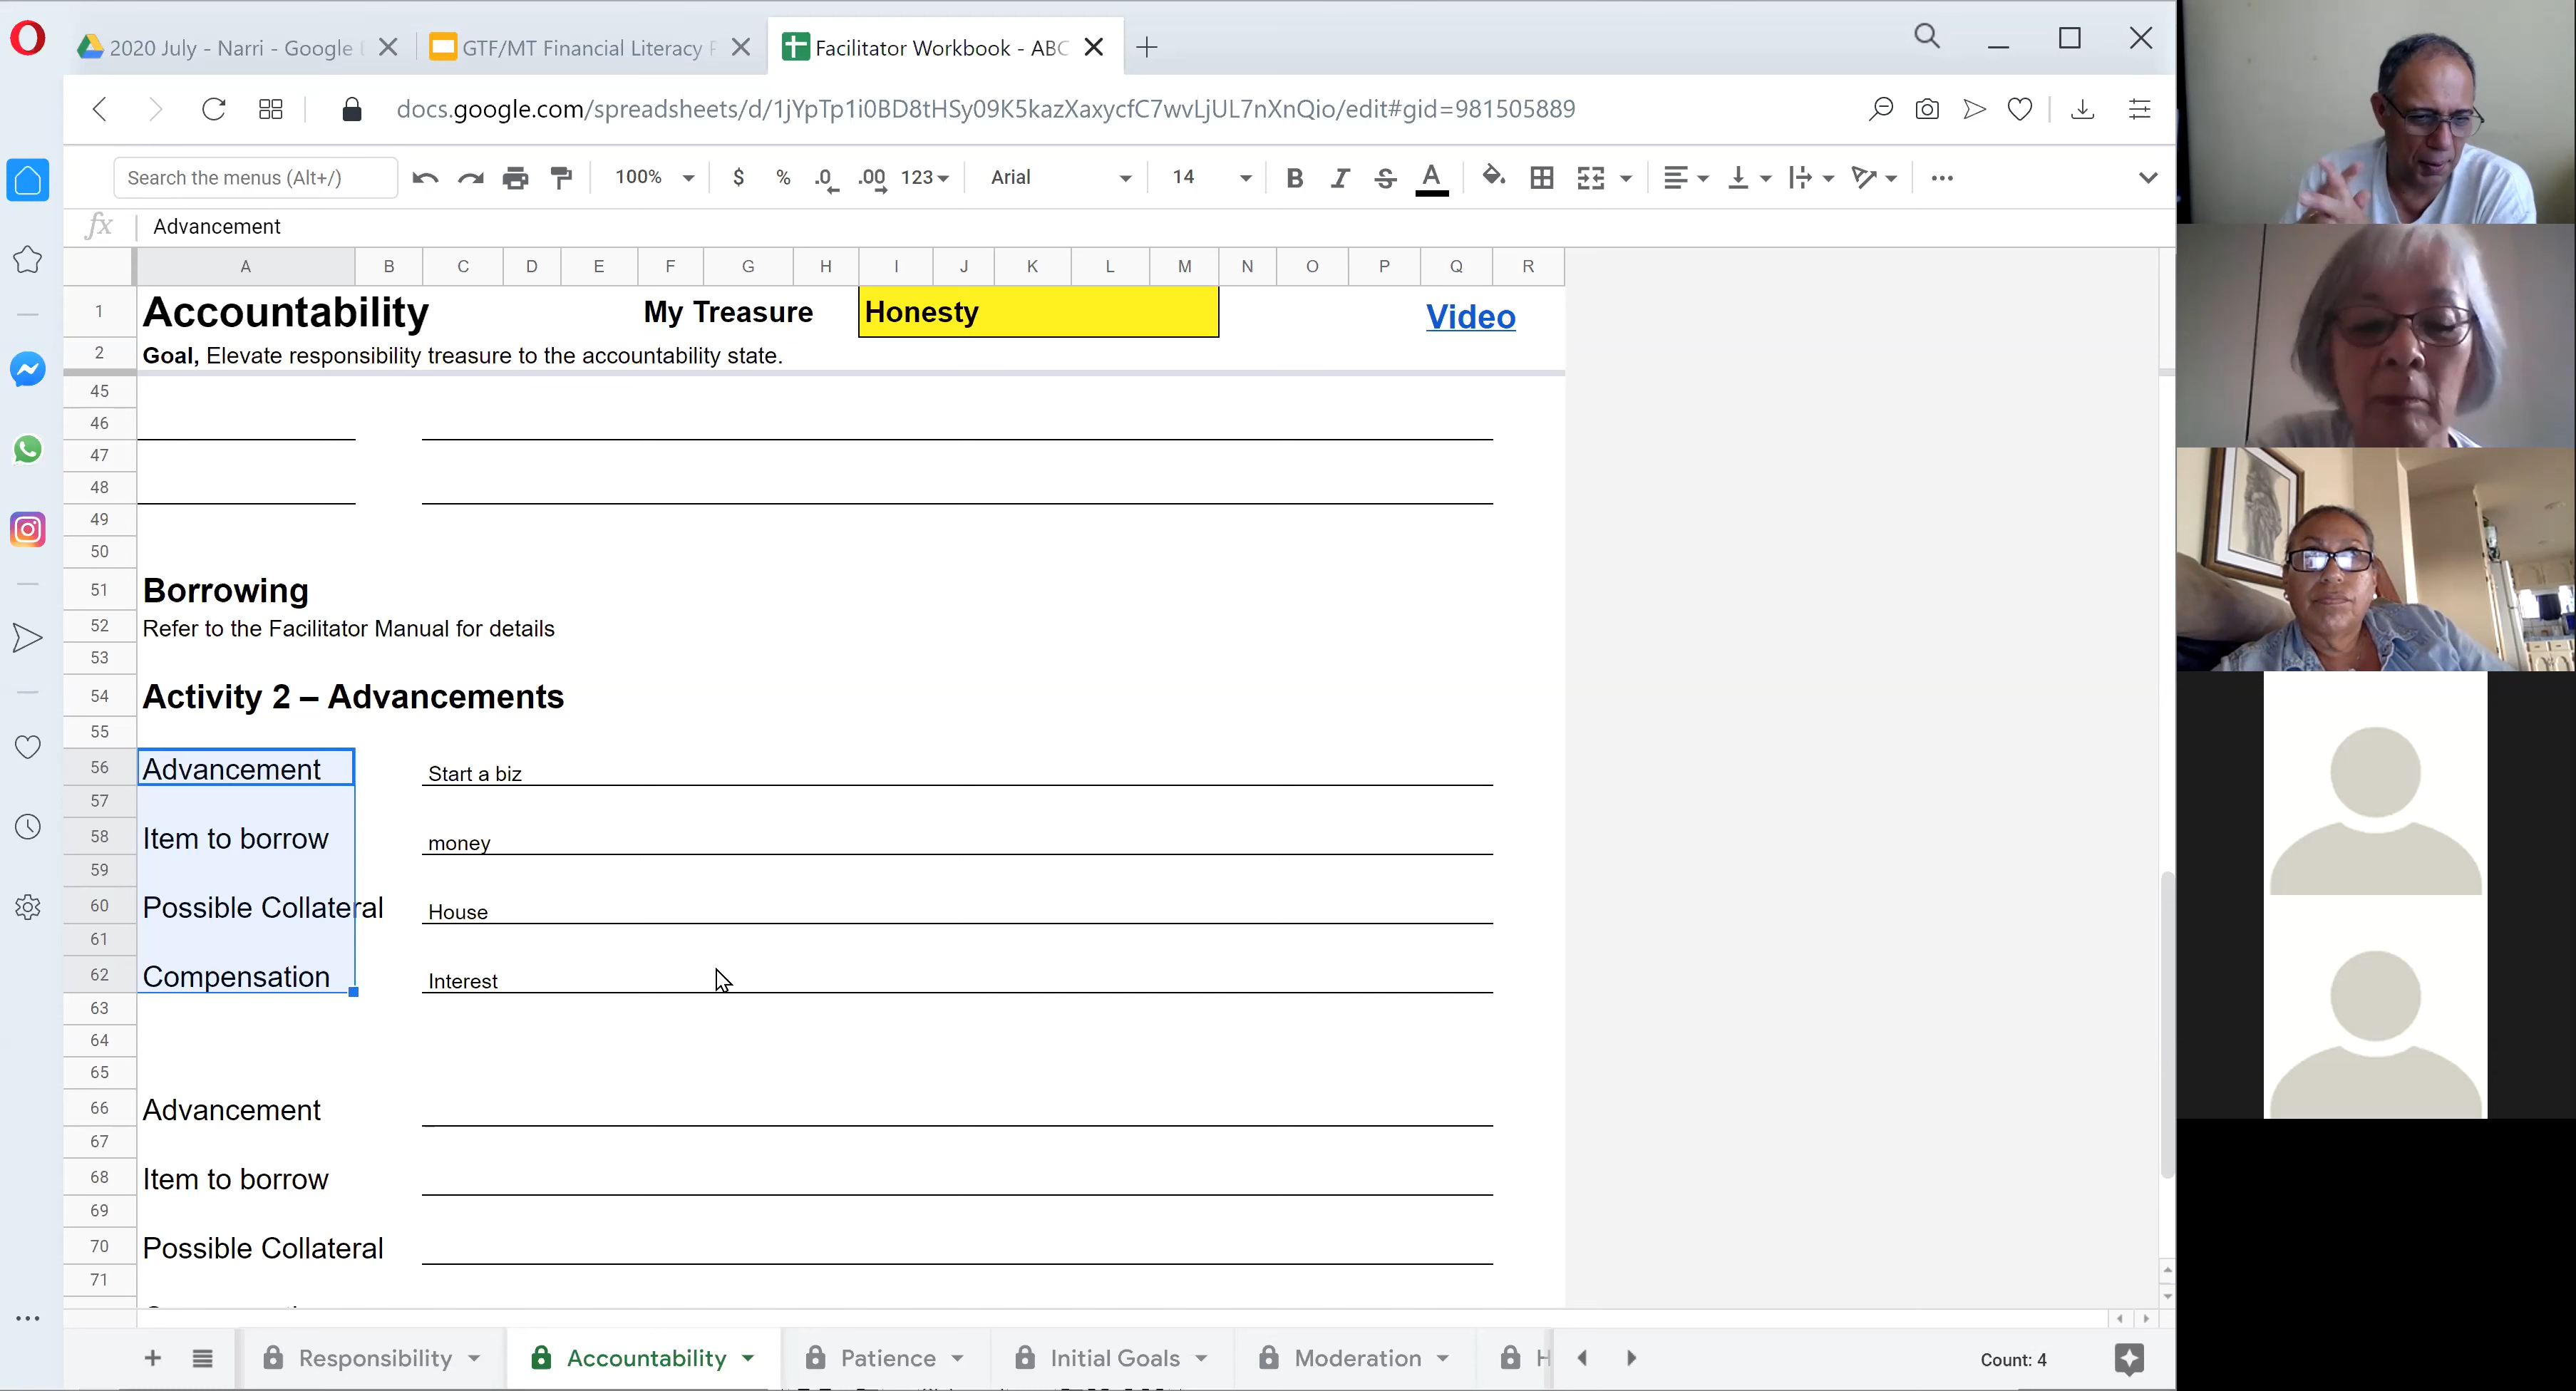 2020 July - Narri - Google
GTF/MT Financial Literacy
Facilitator Workbook - ABC
docs.google.com/spreadsheets/d/1jYpTp1i0BD8tHSy09K5kazXaxycfC7wvLjUL7nXnQio/edit#gid=981505889
Search the menus (Alt+/)
100%
$ % .0 .00 123
Arial
14
B I S A
fx Advancement
A B C D E F G H I J K L M N O P Q R
1 Accountability My Treasure Honesty Video
2 Goal, Elevate responsibility treasure to the accountability state.
45
46
47
48
49
50
51 Borrowing
52 Refer to the Facilitator Manual for details
53
54 Activity 2 – Advancements
55
56 Advancement Start a biz
57
58 Item to borrow money
59
60 Possible Collateral House
61
62 Compensation Interest
63
64
65
66 Advancement
67
68 Item to borrow
69
70 Possible Collateral
71
Responsibility Accountability Patience Initial Goals Moderation
Count: 4